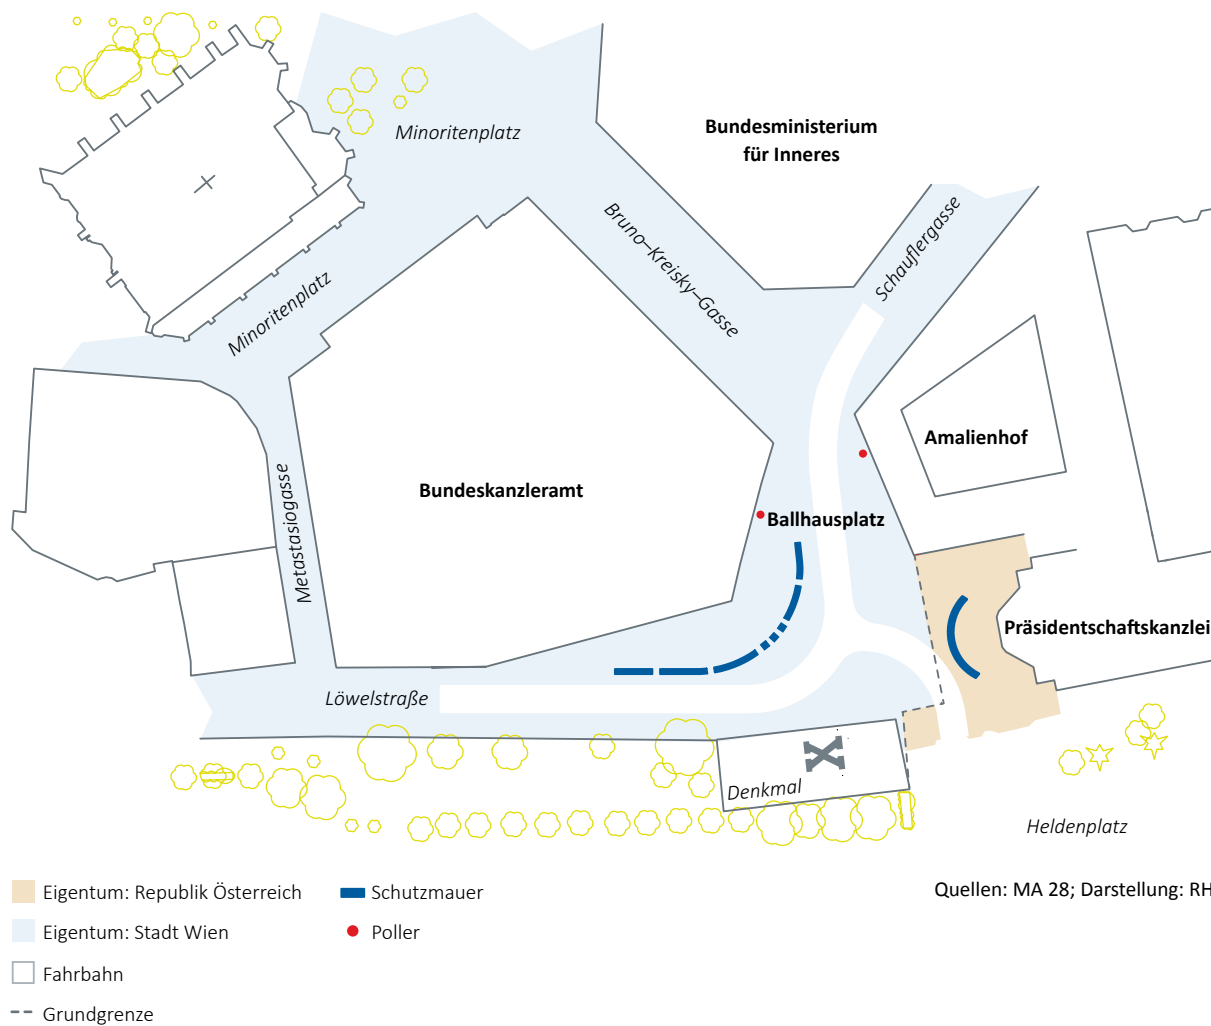 Minoritenplatz
Bundesministerium
für Inneres
Bruno–Kreisky–Gasse
Schauflergasse
Minoritenplatz
Amalienhof
Bundeskanzleramt
Metastasiogasse
Ballhausplatz
Präsidentschaftskanzlei
Löwelstraße
Denkmal
Heldenplatz
Eigentum: Republik Österreich
Schutzmauer
Quellen: MA 28; Darstellung: RH
Eigentum: Stadt Wien
Poller
Fahrbahn
Grundgrenze